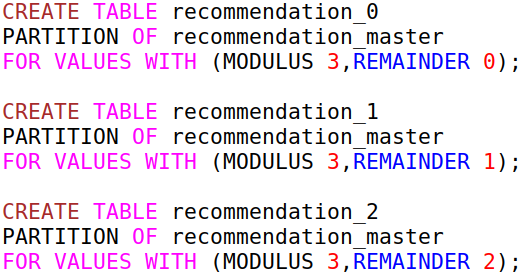 CREATE TABLE recommendation_0
PARTITION OF recommendation_master
FOR VALUES WITH (MODULUS 3,REMAINDER 0);
CREATE TABLE recommendation_1
PARTITION OF recommendation_master
FOR VALUES WITH (MODULUS 3,REMAINDER 1);
CREATE TABLE recommendation_2
PARTITION OF recommendation_master
FOR VALUES WITH (MODULUS 3,REMAINDER 2);